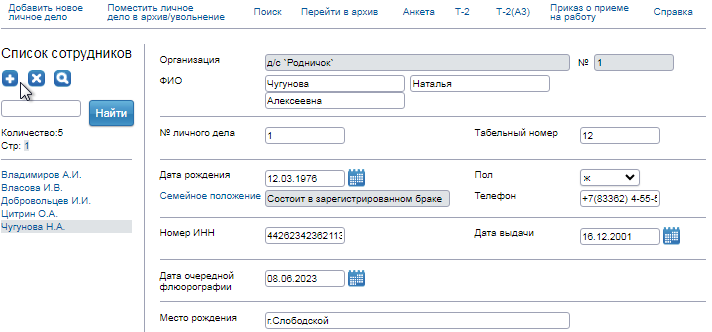 Добавить новое личное дело
Поместить личное дело в архив/увольнение
Поиск
Перейти в архив
Анкета
Т-2
Т-2(А3)
Приказ о приеме на работу
Справка
Список сотрудников
Найти
Количество:5
Стр: 1
Владимиров А.И.
Власова И.В.
Добровольцев И.И.
Цитрин О.А.
Чугунова Н.А.
Организация д/с `Родничок` № 1
ФИО Чугунова Наталья
Алексеевна
№ личного дела 1 Табельный номер 12
Дата рождения 12.03.1976 Пол ж
Семейное положение Состоит в зарегистрированном браке Телефон +7(83362) 4-55-5
Номер ИНН 44262342362113 Дата выдачи 16.12.2001
Дата очередной флюорографии 08.06.2023
Место рождения г.Слободской